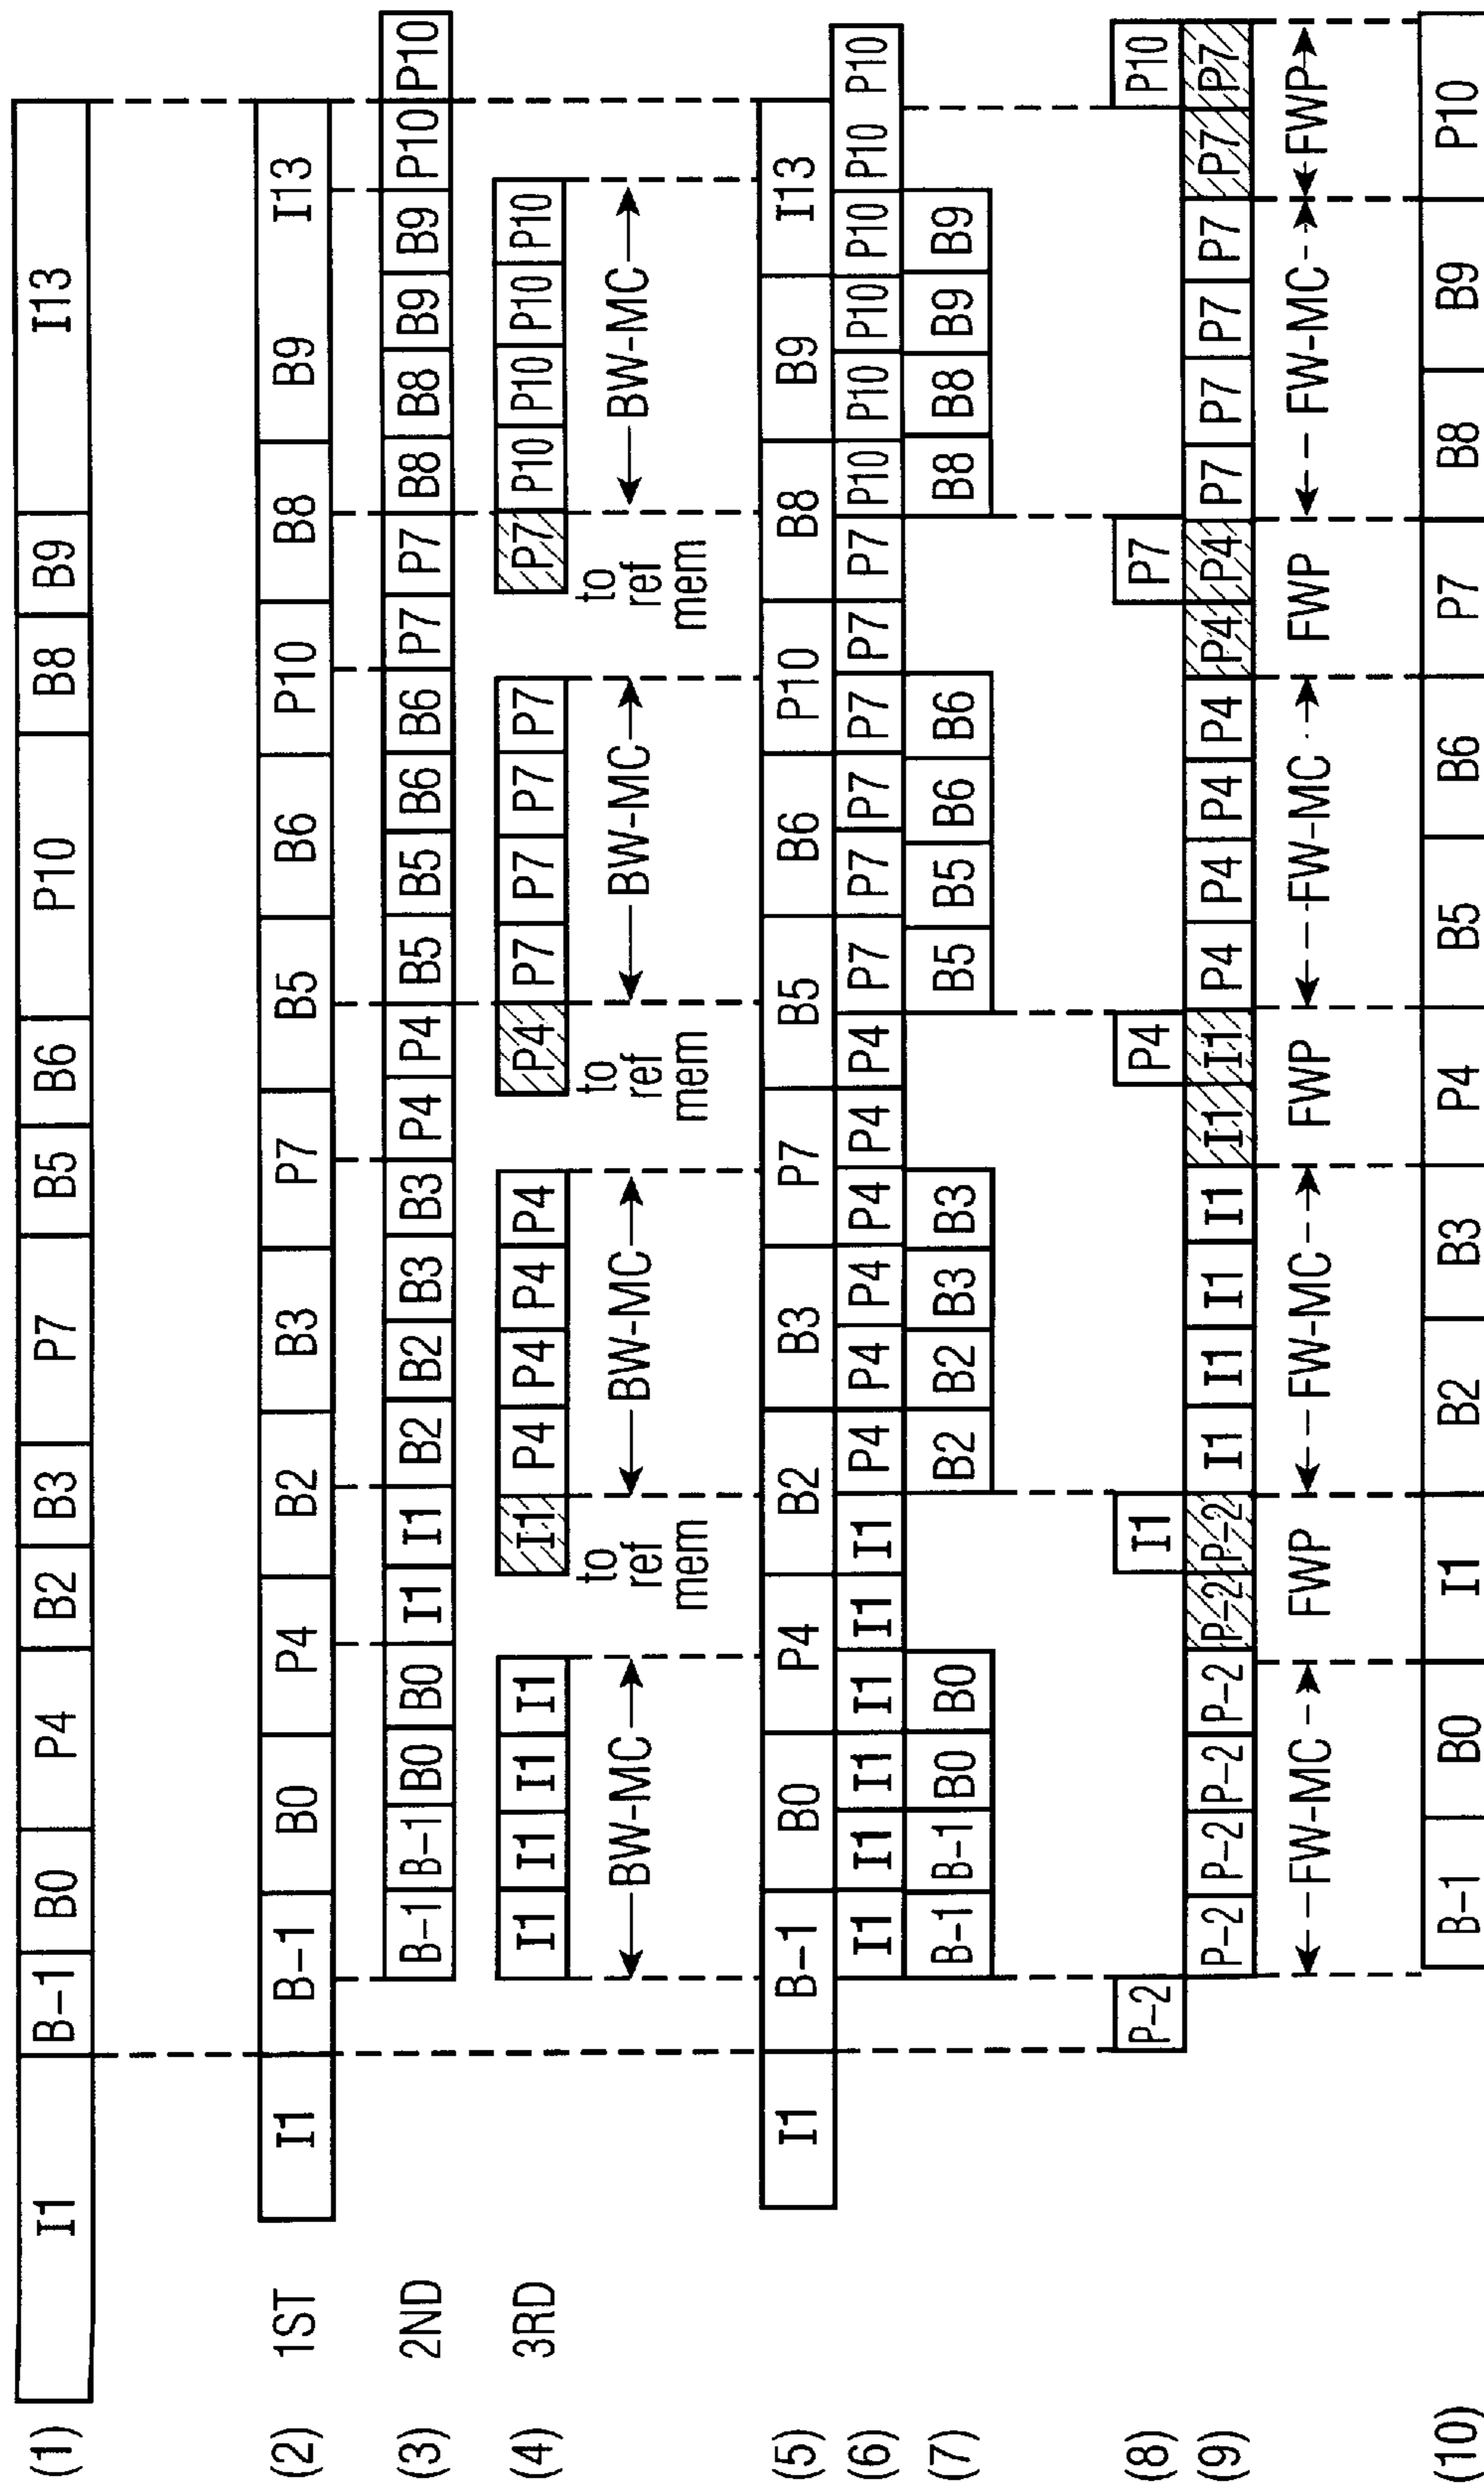 (1) I1 B-1 B0 P4 B2 B3 P7 B5 B6 P10 B8 B9 I13
(2) 1ST I1 B-1 B0 P4 B2 B3 P7 B5 B6 P10 B8 B9 I13
(3) 2ND B-1 B-1 B0 B0 I1 I1 B2 B2 B3 B3 P4 P4 B5 B5 B6 B6 P7 P7 B8 B8 B9 B9 P10 P10
(4) 3RD I1 I1 I1 I1 I1 P4 P4 P4 P4 P4 P7 P7 P7 P7 P7 P10 P10 P10 P10
BW-MC to ref mem BW-MC to ref mem BW-MC to ref mem BW-MC
(5) I1 B-1 B0 P4 B2 B3 P7 B5 B6 P10 B8 B9 I13
(6) I1 I1 I1 I1 I1 I1 P4 P4 P4 P4 P4 P4 P7 P7 P7 P7 P7 P7 P10 P10 P10 P10 P10 P10
(7) B-1 B-1 B0 B0 B2 B2 B3 B3 B5 B5 B6 B6 B8 B8 B9 B9
(8) P-2 I1 P4 P7 P10
(9) P-2 P-2 P-2 P-2 P-2 P-2 I1 I1 I1 I1 I1 I1 P4 P4 P4 P4 P4 P4 P7 P7 P7 P7 P7 P7
FW-MC FWP FW-MC FWP FW-MC FWP FW-MC FWP
(10) B-1 B0 I1 B2 B3 P4 B5 B6 P7 B8 B9 P10